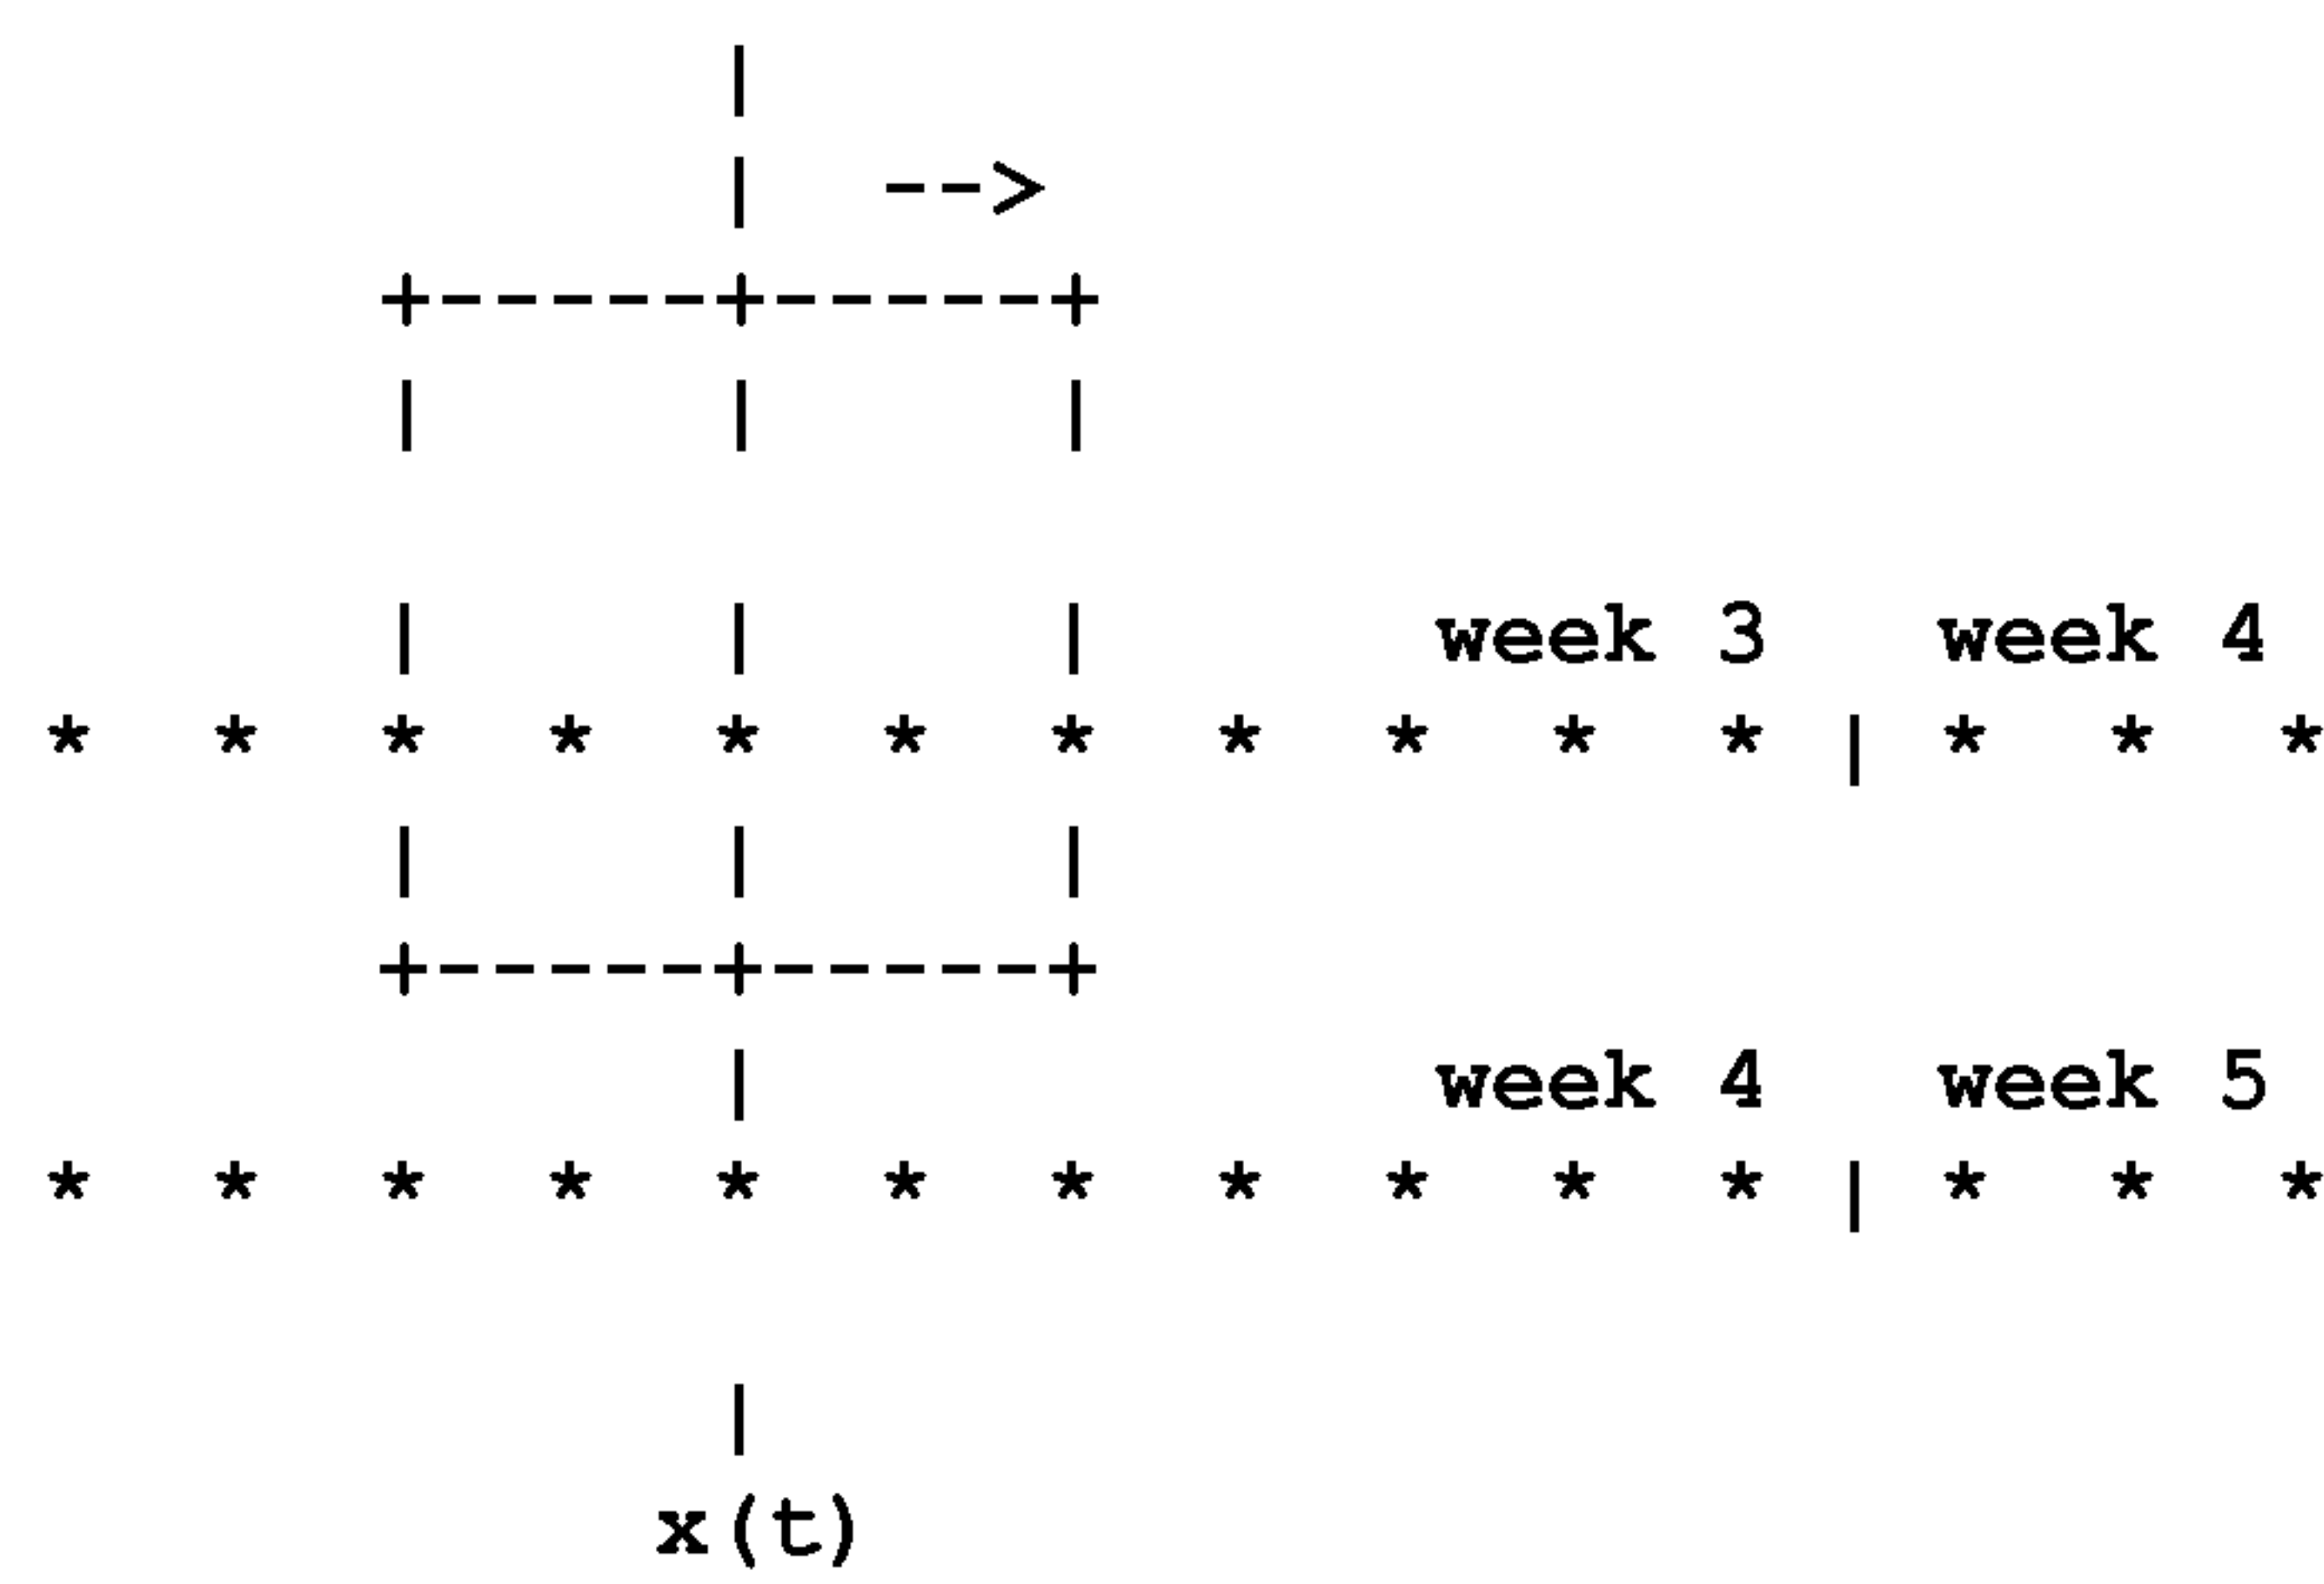 |
| -->
+-----+-----+
| | |
| | | week 3 week 4
* * * * * * * * * * * | * * *
| | |
+-----+-----+
| week 4 week 5
* * * * * * * * * * * | * * *
|
x(t)